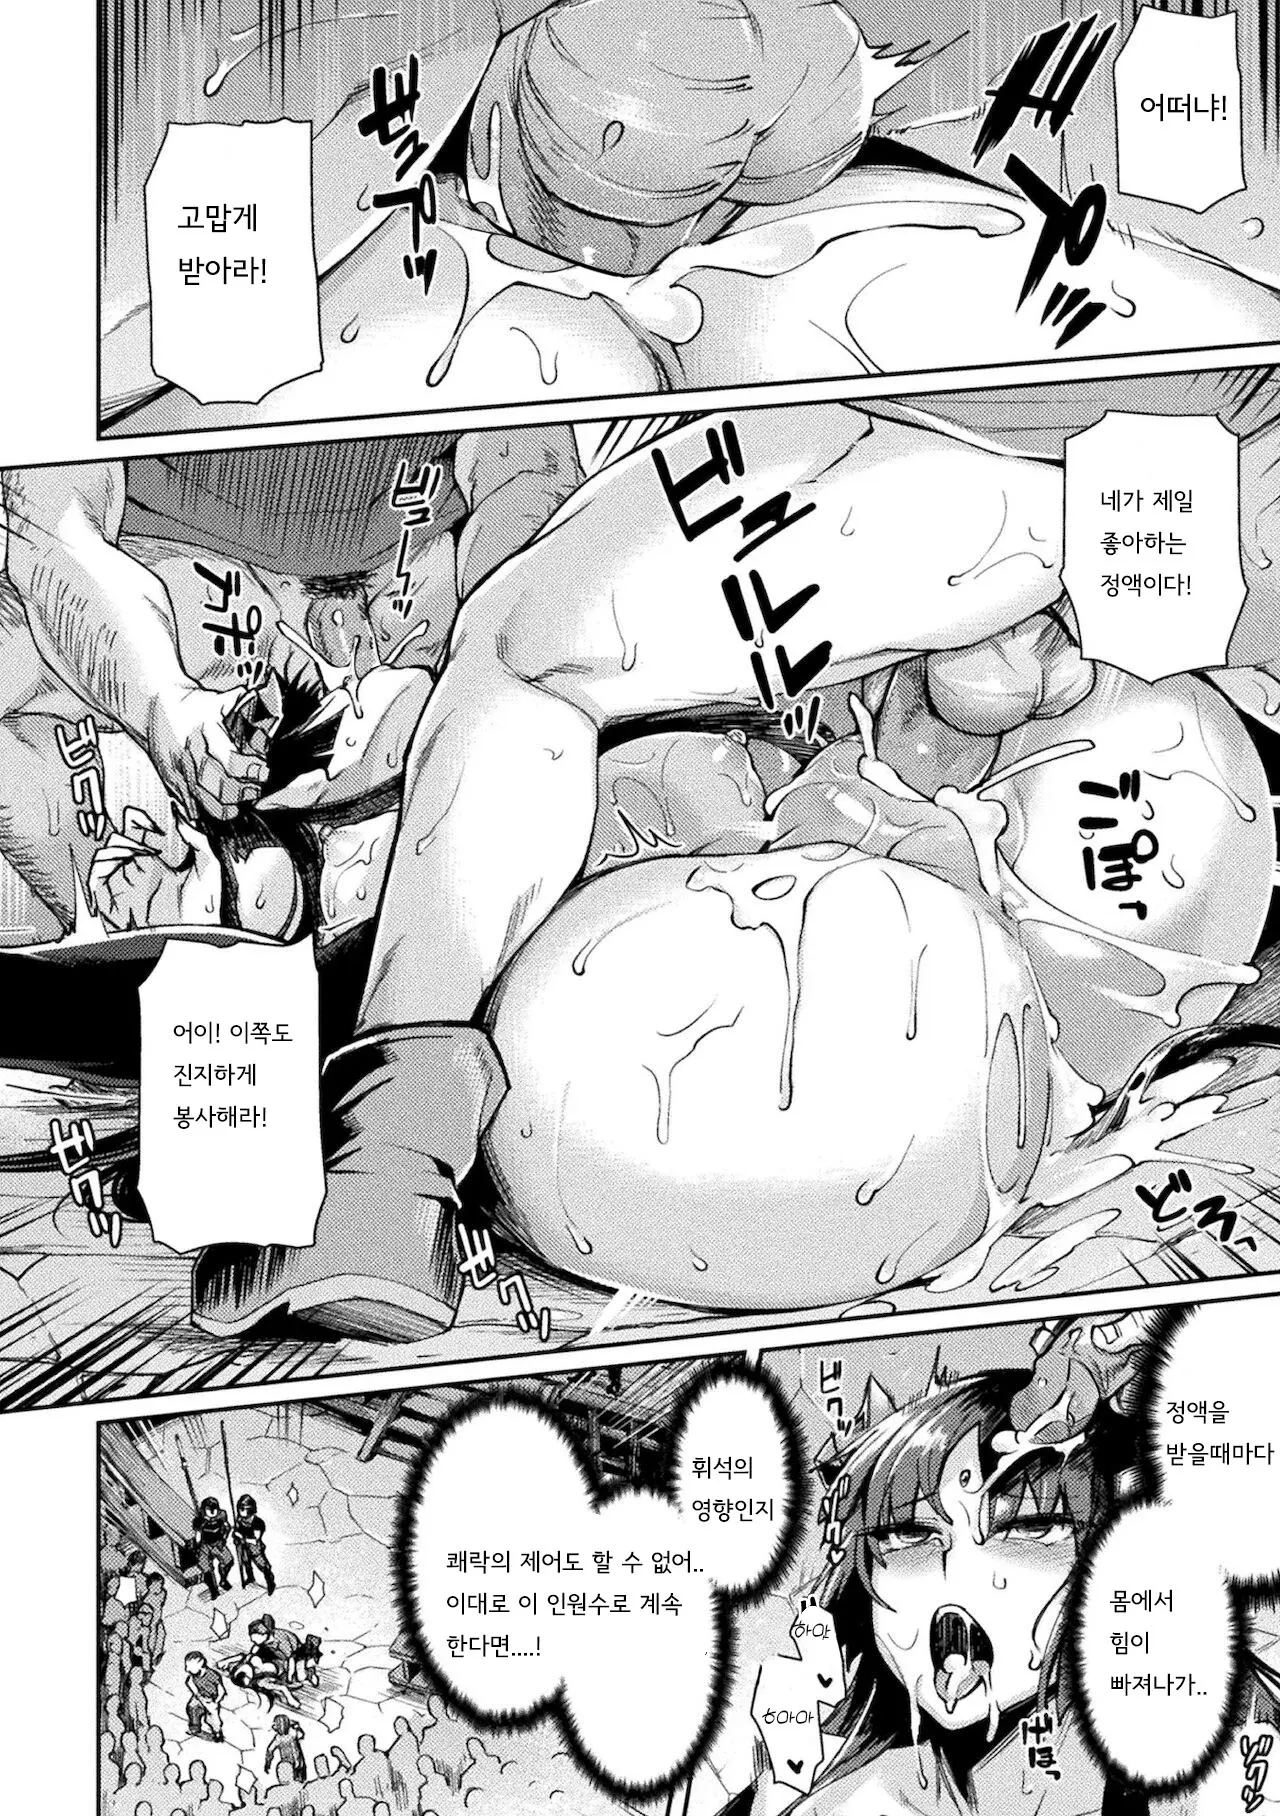 어떠냐!
고맙게
받아라!
네가 제일
좋아하는
정액이다!
어이! 이쪽도
진지하게
봉사해라!
정액을
받을때마다
몸에서
힘이
빠져나가..
휘석의
영향인지
쾌락의 제어도 할 수 없어..
이대로 이 인원수로 계속
한다면....!
하앗
흐아아